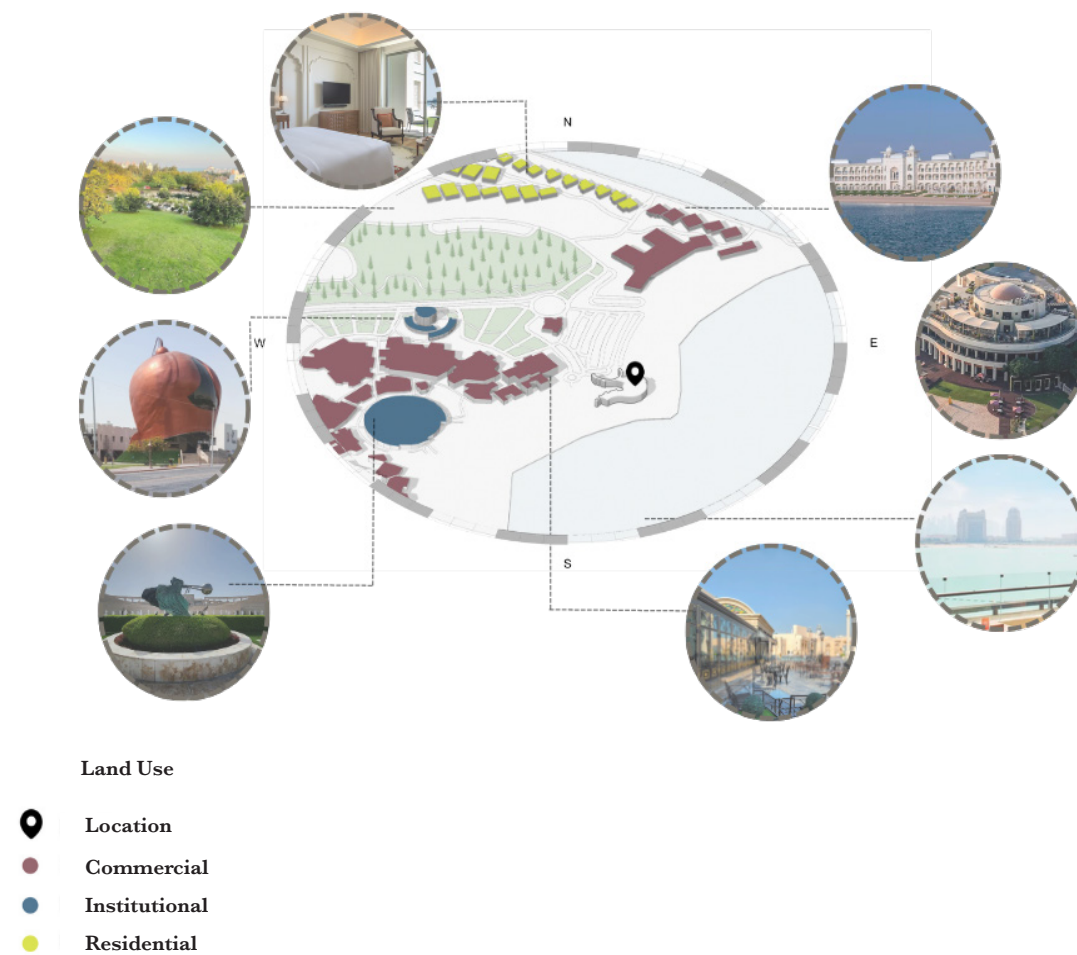 N
W
E
S
Land Use
Location
Commercial
Institutional
Residential